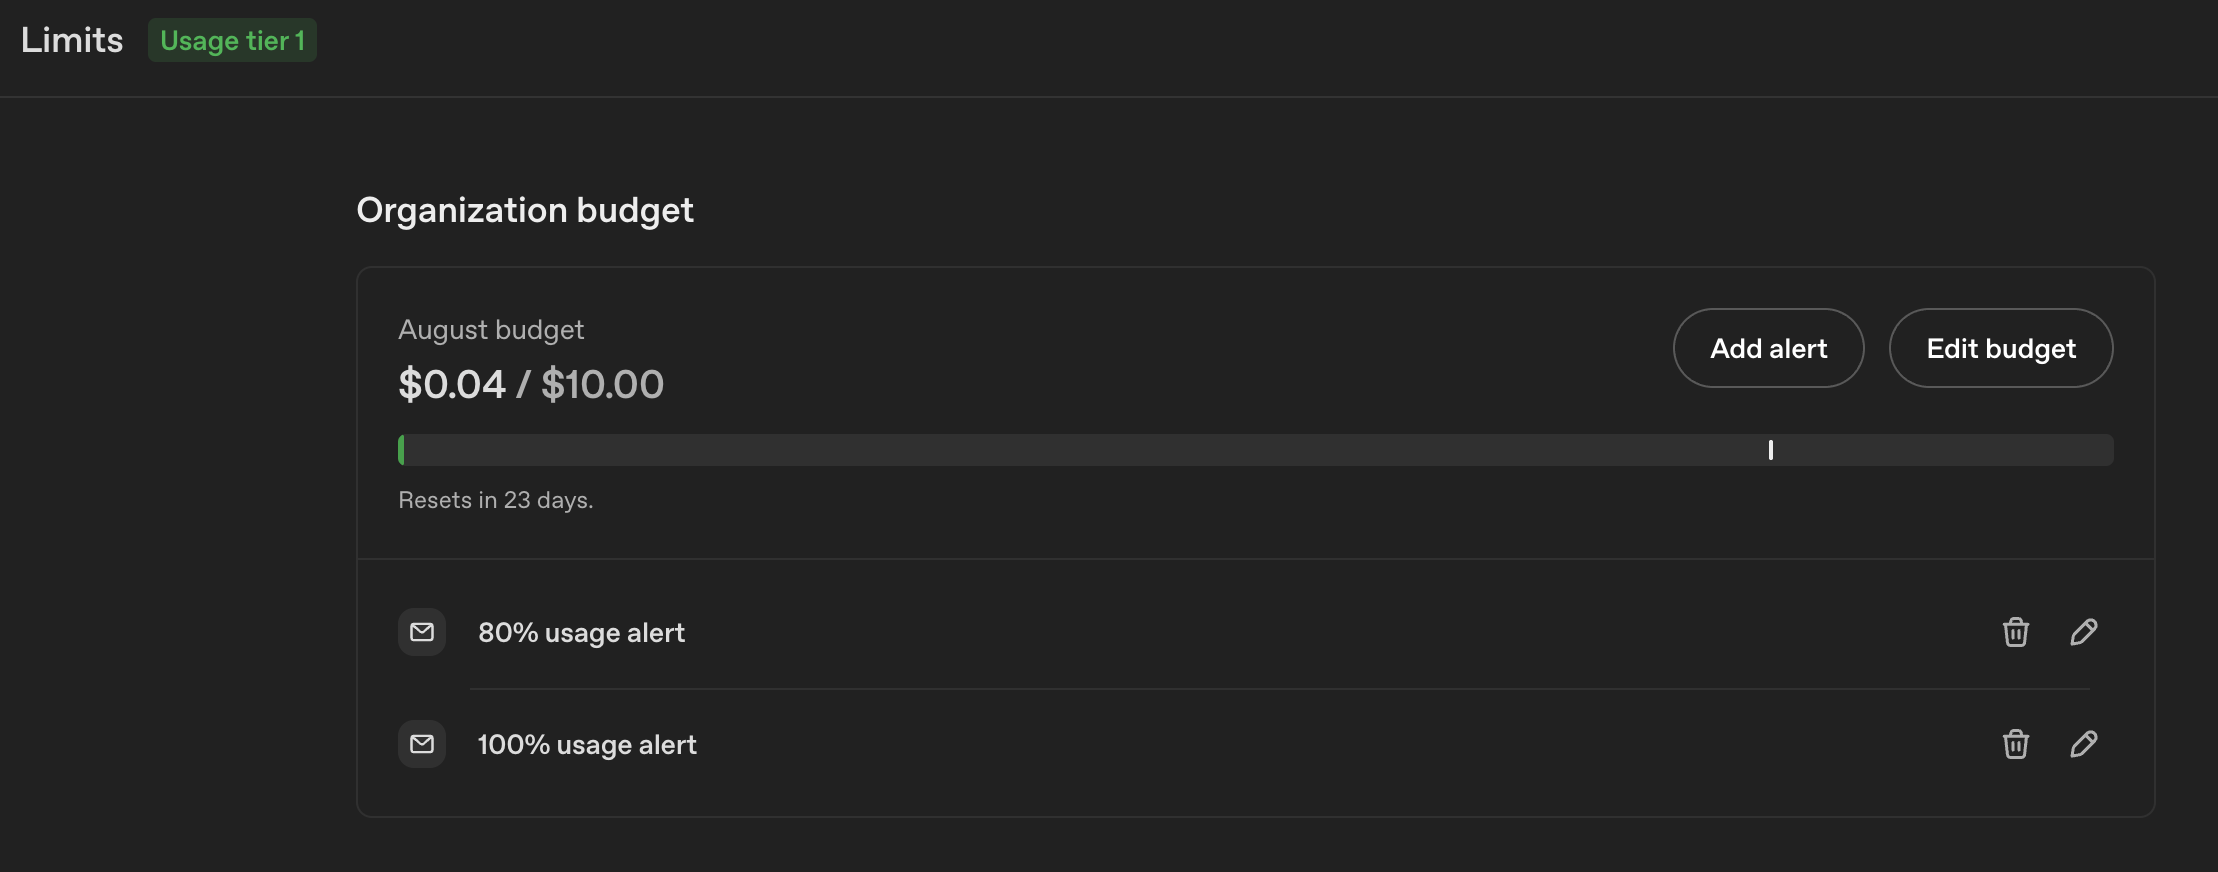 Limits Usage tier 1
Organization budget
August budget
$0.04 / $10.00
Add alert
Edit budget
Resets in 23 days.
80% usage alert
100% usage alert